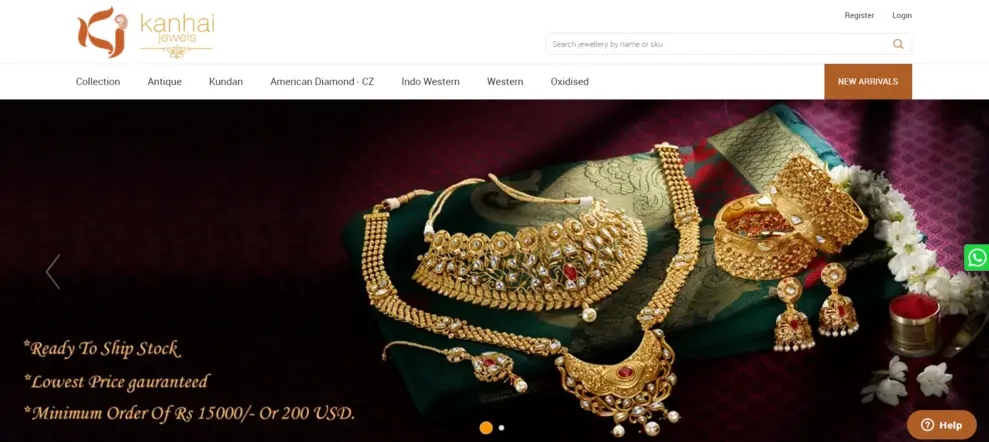 kanhai
jewels
Register
Login
Search jewellery by name or sku
Collection
Antique
Kundan
American Diamond - CZ
Indo Western
Western
Oxidised
NEW ARRIVALS
*Ready To Ship Stock
*Lowest Price gauranteed
*Minimum Order Of Rs 15000/- Or 200 USD.
Help